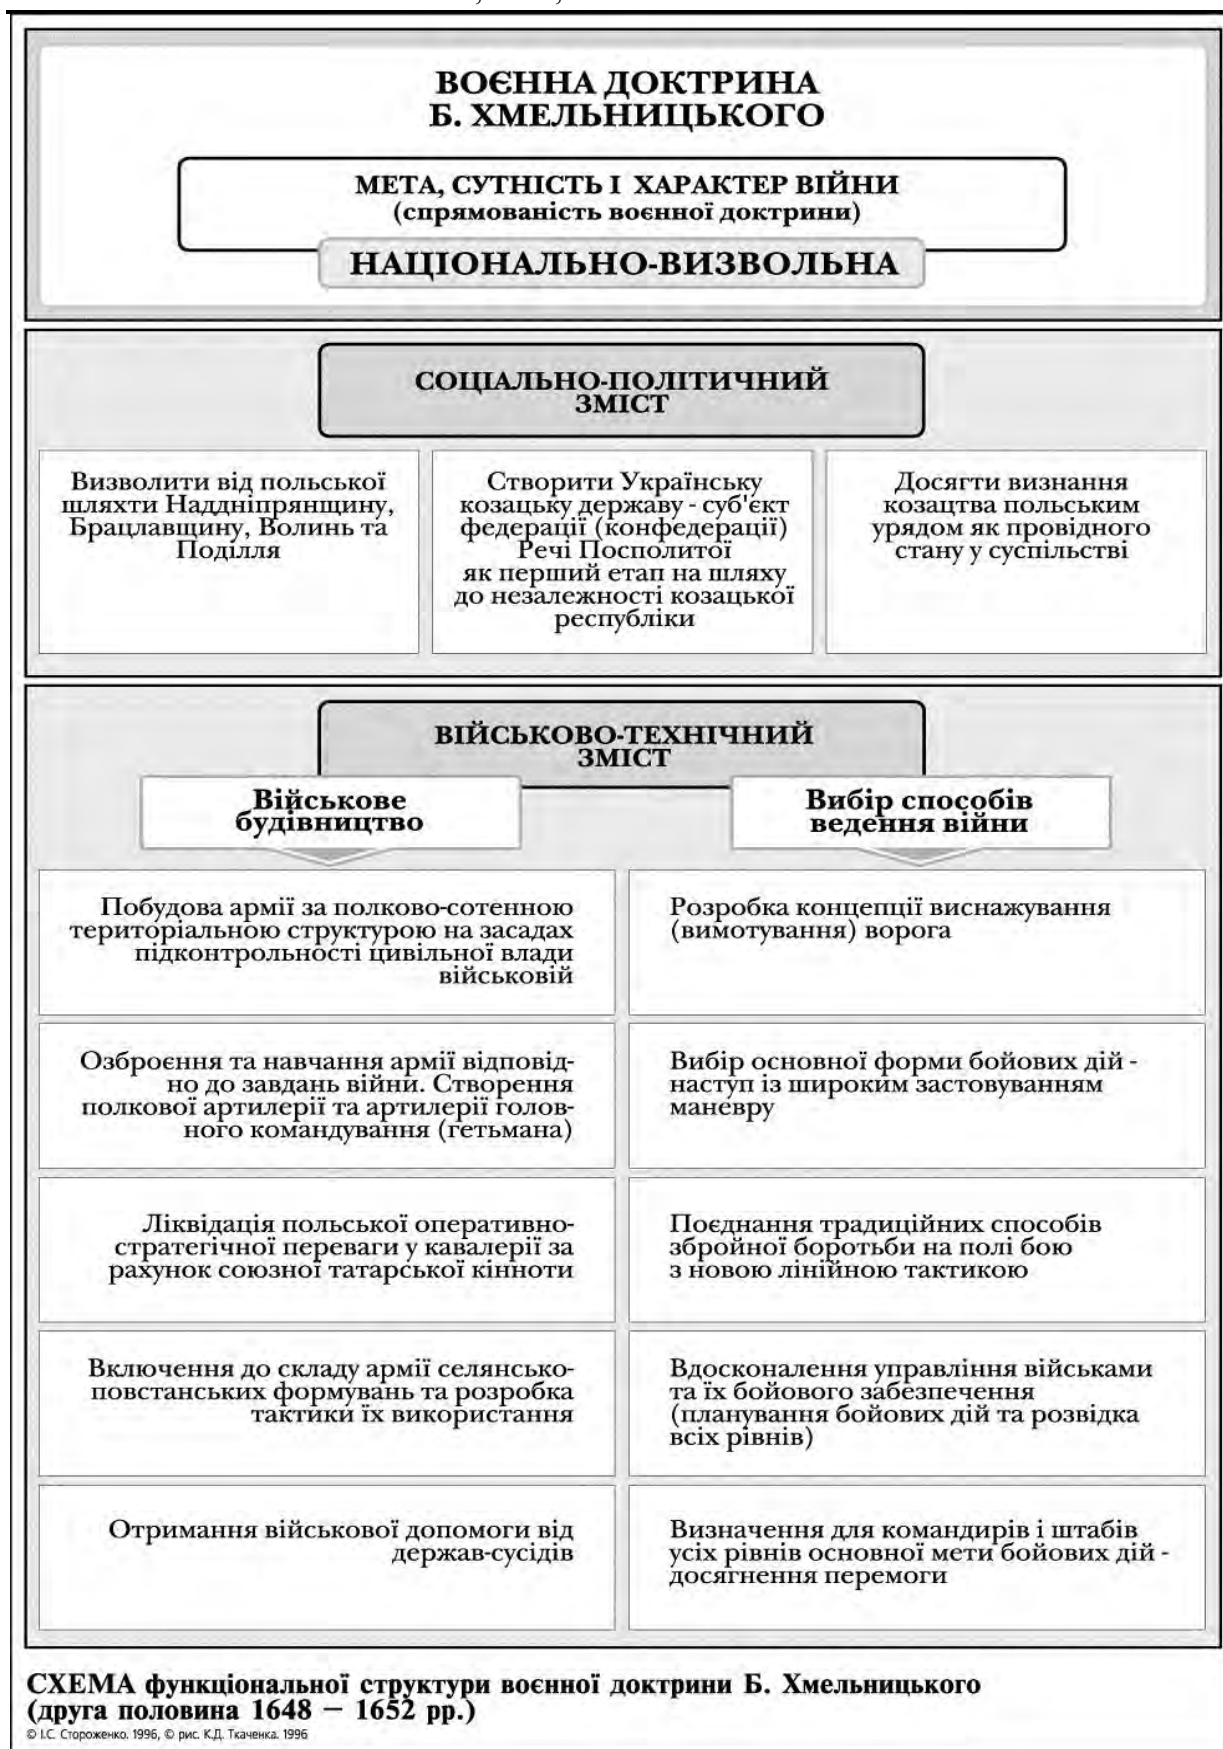 ВОЄННА ДОКТРИНА
Б. ХМЕЛЬНИЦЬКОГО
МЕТА, СУТНІСТЬ І ХАРАКТЕР ВІЙНИ
(спрямованість воєнної доктрини)
НАЦІОНАЛЬНО-ВИЗВОЛЬНА
СОЦІАЛЬНО-ПОЛІТИЧНИЙ
ЗМІСТ
Визволити від польської
шляхти Наддніпрянщину,
Брацлавщину, Волинь та
Поділля
Створити Українську
козацьку державу - суб'єкт
федерації (конфедерації)
Речі Посполитої
як перший етап на шляху
до незалежності козацької
республіки
Досягти визнання
козацтва польським
урядом як провідного
стану у суспільстві
ВІЙСЬКОВО-ТЕХНІЧНИЙ
ЗМІСТ
Військове
будівництво
Побудова армії за полково-сотенною
територіальною структурою на засадах
підконтрольності цивільної влади
військовій
Озброєння та навчання армії відповід-
но до завдань війни. Створення
полкової артилерії та артилерії голов-
ного командування (гетьмана)
Ліквідація польської оперативно-
стратегічної переваги у кавалерії за
рахунок союзної татарської кінноти
Включення до складу армії селянсько-
повстанських формувань та розробка
тактики їх використання
Отримання військової допомоги від
держав-сусідів
Вибір способів
ведення війни
Розробка концепції виснажування
(вимотування) ворога
Вибір основної форми бойових дій -
наступ із широким застовуванням
маневру
Поєднання традиційних способів
збройної боротьби на полі бою
з новою лінійною тактикою
Вдосконалення управління військами
та їх бойового забезпечення
(планування бойових дій та розвідка
всіх рівнів)
Визначення для командирів і штабів
усіх рівнів основної мети бойових дій -
досягнення перемоги
СХЕМА функціональної структури воєнної доктрини Б. Хмельницького
(друга половина 1648 – 1652 рр.)
© І.С. Стороженко. 1996, © рис. К.Д. Ткаченка. 1996